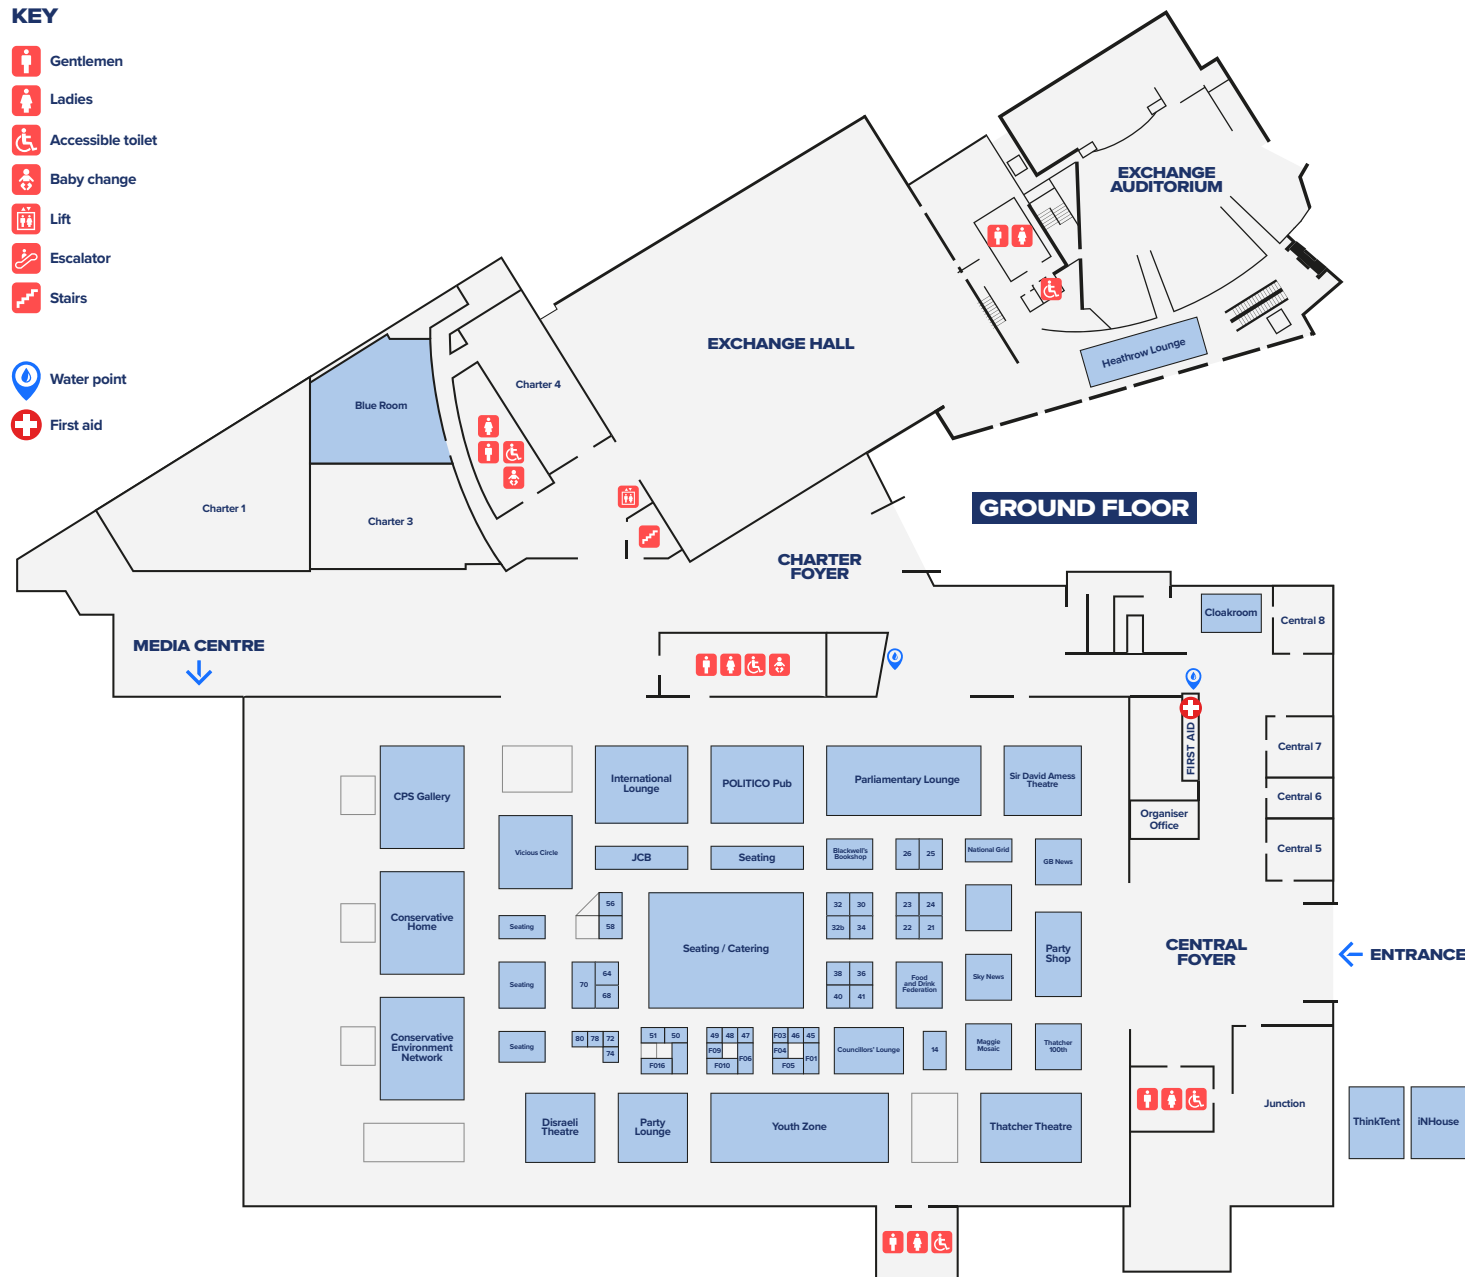 KEY
Gentlemen
Ladies
Accessible toilet
Baby change
Lift
Escalator
Stairs
Water point
First aid
EXCHANGE
AUDITORIUM
EXCHANGE HALL
Heathrow Lounge
Charter 4
Blue Room
Charter 1
Charter 3
GROUND FLOOR
CHARTER
FOYER
MEDIA CENTRE
Cloakroom
Central 8
FIRST AID
Central 7
Central 6
Central 5
Organiser
Office
CPS Gallery
International
Lounge
POLITICO Pub
Parliamentary Lounge
Sir David Amess
Theatre
Vicious Circle
JCB
Seating
Blackwell's
Bookshop
26
25
National Grid
GB News
Conservative
Home
Seating
56
58
Seating / Catering
32
30
32b
34
23
24
22
21
Party
Shop
CENTRAL
FOYER
ENTRANCE
Seating
70
64
68
38
36
40
41
Food
and Drink
Federation
Sky News
Conservative
Environment
Network
Seating
80
78
72
74
51
50
F016
49
48
47
F09
F06
F010
F03
46
45
F04
F01
F05
Councillors' Lounge
14
Maggie
Mosaic
Thatcher
100th
Disraeli
Theatre
Party
Lounge
Youth Zone
Thatcher Theatre
Junction
ThinkTent
iNHouse